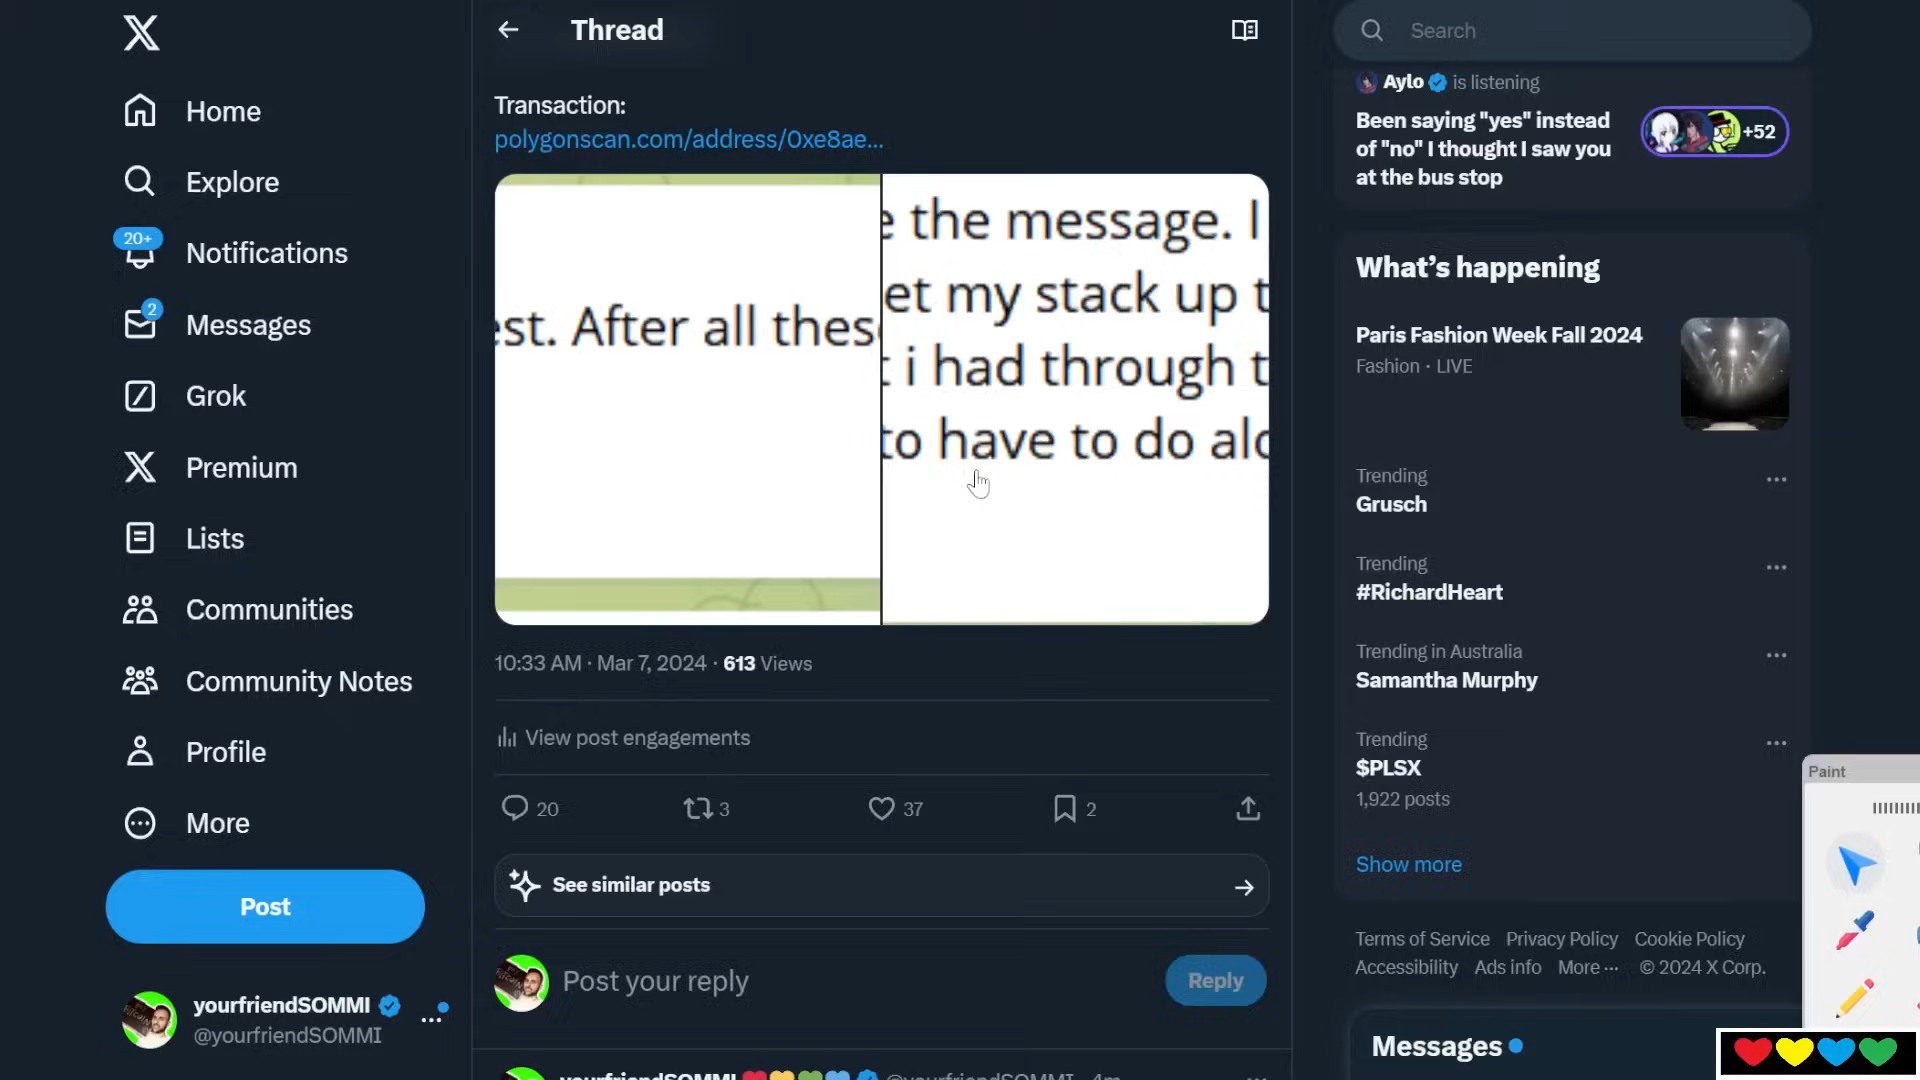 Home
Explore
20+
Notifications
2
Messages
Grok
Premium
Lists
Communities
Community Notes
Profile
More
Post
yourfriendSOMMI
@yourfriendSOMMI
Thread
Transaction:
polygonscan.com/address/0xe8ae...
est. After all thes
e the message. I
et my stack up t
t i had through t
to have to do alo
10:33 AM · Mar 7, 2024 · 613 Views
View post engagements
20
3
37
2
See similar posts
Post your reply
Reply
yourfriendSOMMI
@yourfriendSOMMI · 4m
Search
Aylo is listening
Been saying "yes" instead
of "no" I thought I saw you
at the bus stop
+52
What's happening
Paris Fashion Week Fall 2024
Fashion · LIVE
Trending
Grusch
Trending
#RichardHeart
Trending in Australia
Samantha Murphy
Trending
$PLSX
1,922 posts
Show more
Terms of Service Privacy Policy Cookie Policy
Accessibility Ads info More ··· © 2024 X Corp.
Messages
Paint